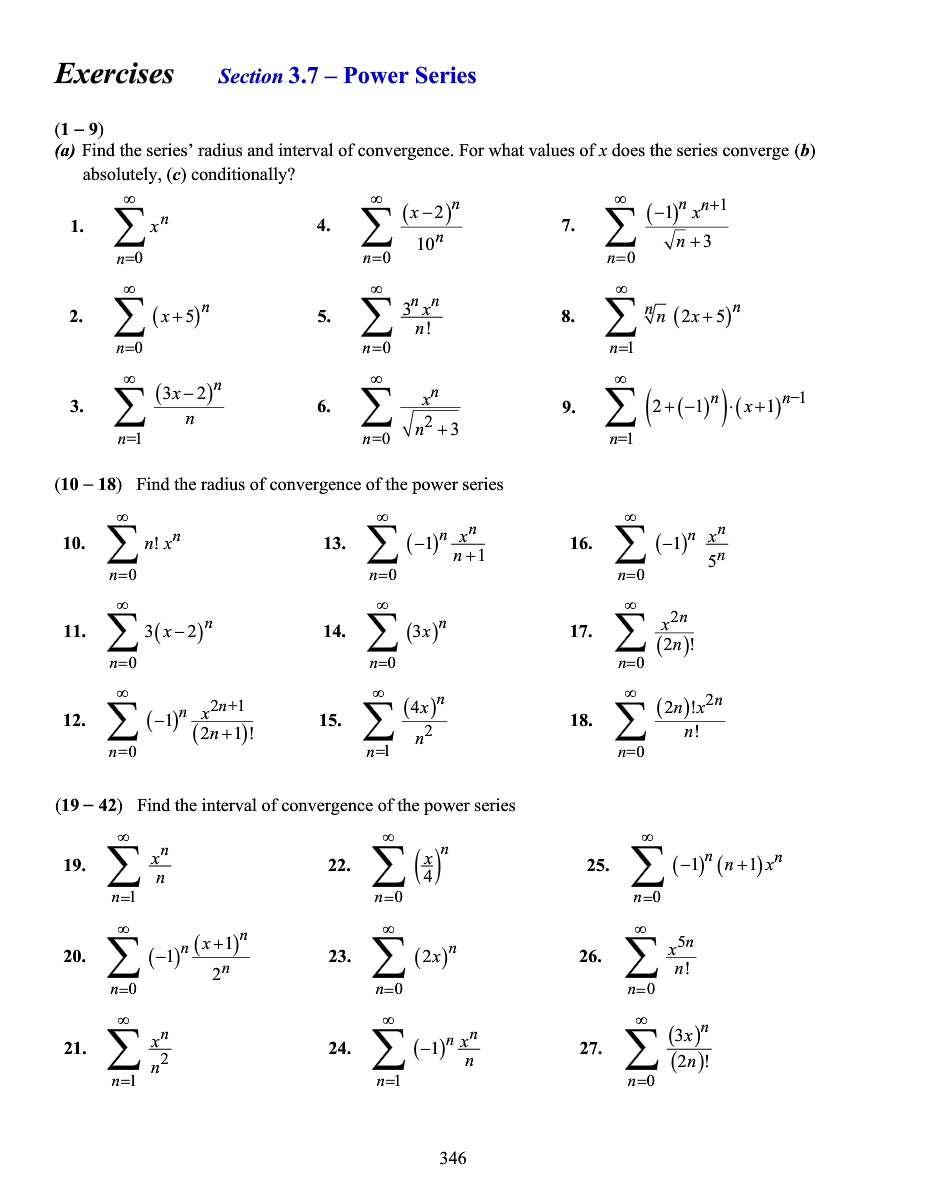 Exercises Section 3.7 – Power Series
(1 – 9)
(a) Find the series’ radius and interval of convergence. For what values of x does the series converge (b)
absolutely, (c) conditionally?
1. $\sum_{n=0}^{\infty} x^n$
4. $\sum_{n=0}^{\infty} \frac{(x-2)^n}{10^n}$
7. $\sum_{n=0}^{\infty} \frac{(-1)^n x^{n+1}}{\sqrt{n}+3}$
2. $\sum_{n=0}^{\infty} (x+5)^n$
5. $\sum_{n=0}^{\infty} \frac{3^n x^n}{n!}$
8. $\sum_{n=1}^{\infty} \sqrt[n]{n} (2x+5)^n$
3. $\sum_{n=1}^{\infty} \frac{(3x-2)^n}{n}$
6. $\sum_{n=0}^{\infty} \frac{x^n}{\sqrt{n^2+3}}$
9. $\sum_{n=1}^{\infty} (2+(-1)^n)\cdot(x+1)^{n-1}$
(10 – 18) Find the radius of convergence of the power series
10. $\sum_{n=0}^{\infty} n! x^n$
13. $\sum_{n=0}^{\infty} (-1)^n \frac{x^n}{n+1}$
16. $\sum_{n=0}^{\infty} (-1)^n \frac{x^n}{5^n}$
11. $\sum_{n=0}^{\infty} 3(x-2)^n$
14. $\sum_{n=0}^{\infty} (3x)^n$
17. $\sum_{n=0}^{\infty} \frac{x^{2n}}{(2n)!}$
12. $\sum_{n=0}^{\infty} (-1)^n \frac{x^{2n+1}}{(2n+1)!}$
15. $\sum_{n=1}^{\infty} \frac{(4x)^n}{n^2}$
18. $\sum_{n=0}^{\infty} \frac{(2n)! x^{2n}}{n!}$
(19 – 42) Find the interval of convergence of the power series
19. $\sum_{n=1}^{\infty} \frac{x^n}{n}$
22. $\sum_{n=0}^{\infty} \left(\frac{x}{4}\right)^n$
25. $\sum_{n=0}^{\infty} (-1)^n (n+1) x^n$
20. $\sum_{n=0}^{\infty} (-1)^n \frac{(x+1)^n}{2^n}$
23. $\sum_{n=0}^{\infty} (2x)^n$
26. $\sum_{n=0}^{\infty} \frac{x^{5n}}{n!}$
21. $\sum_{n=1}^{\infty} \frac{x^n}{n^2}$
24. $\sum_{n=1}^{\infty} (-1)^n \frac{x^n}{n}$
27. $\sum_{n=0}^{\infty} \frac{(3x)^n}{(2n)!}$
346